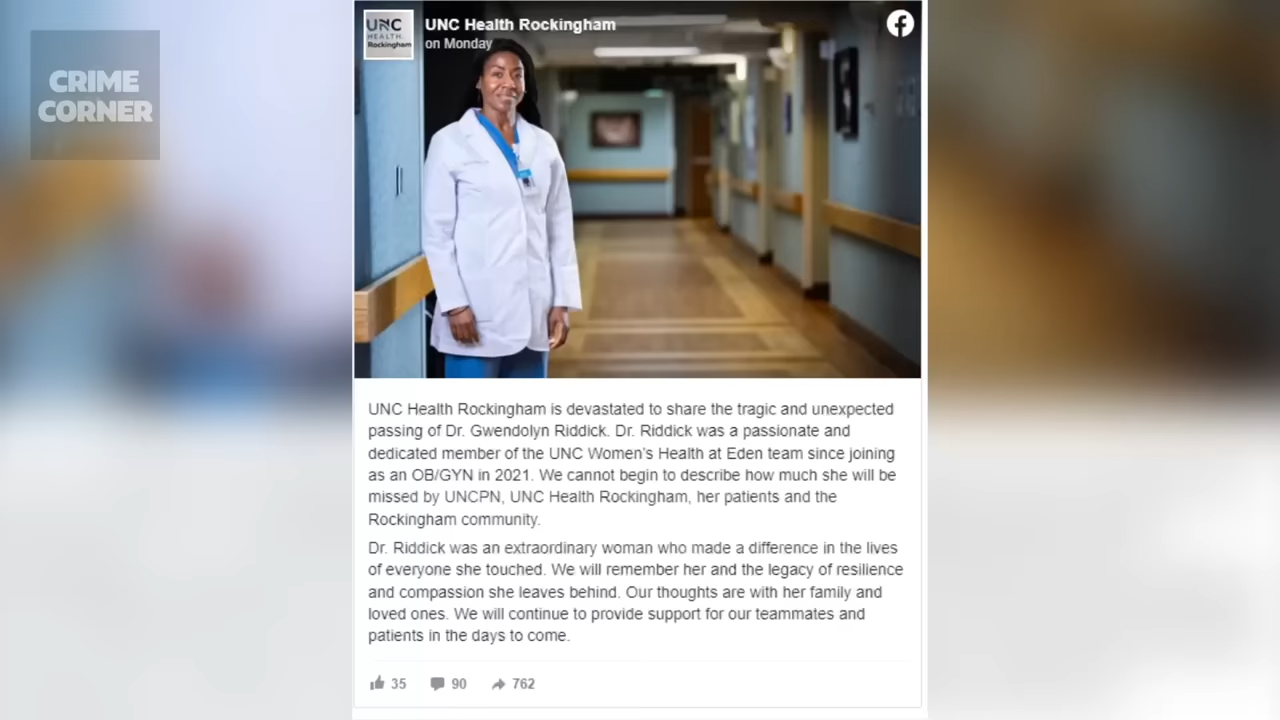 CRIME
CORNER
UNC
HEALTH
Rockingham
UNC Health Rockingham
on Monday
UNC Health Rockingham is devastated to share the tragic and unexpected
passing of Dr. Gwendolyn Riddick. Dr. Riddick was a passionate and
dedicated member of the UNC Women's Health at Eden team since joining
as an OB/GYN in 2021. We cannot begin to describe how much she will be
missed by UNCPN, UNC Health Rockingham, her patients and the
Rockingham community.
Dr. Riddick was an extraordinary woman who made a difference in the lives
of everyone she touched. We will remember her and the legacy of resilience
and compassion she leaves behind. Our thoughts are with her family and
loved ones. We will continue to provide support for our teammates and
patients in the days to come.
35 90 762